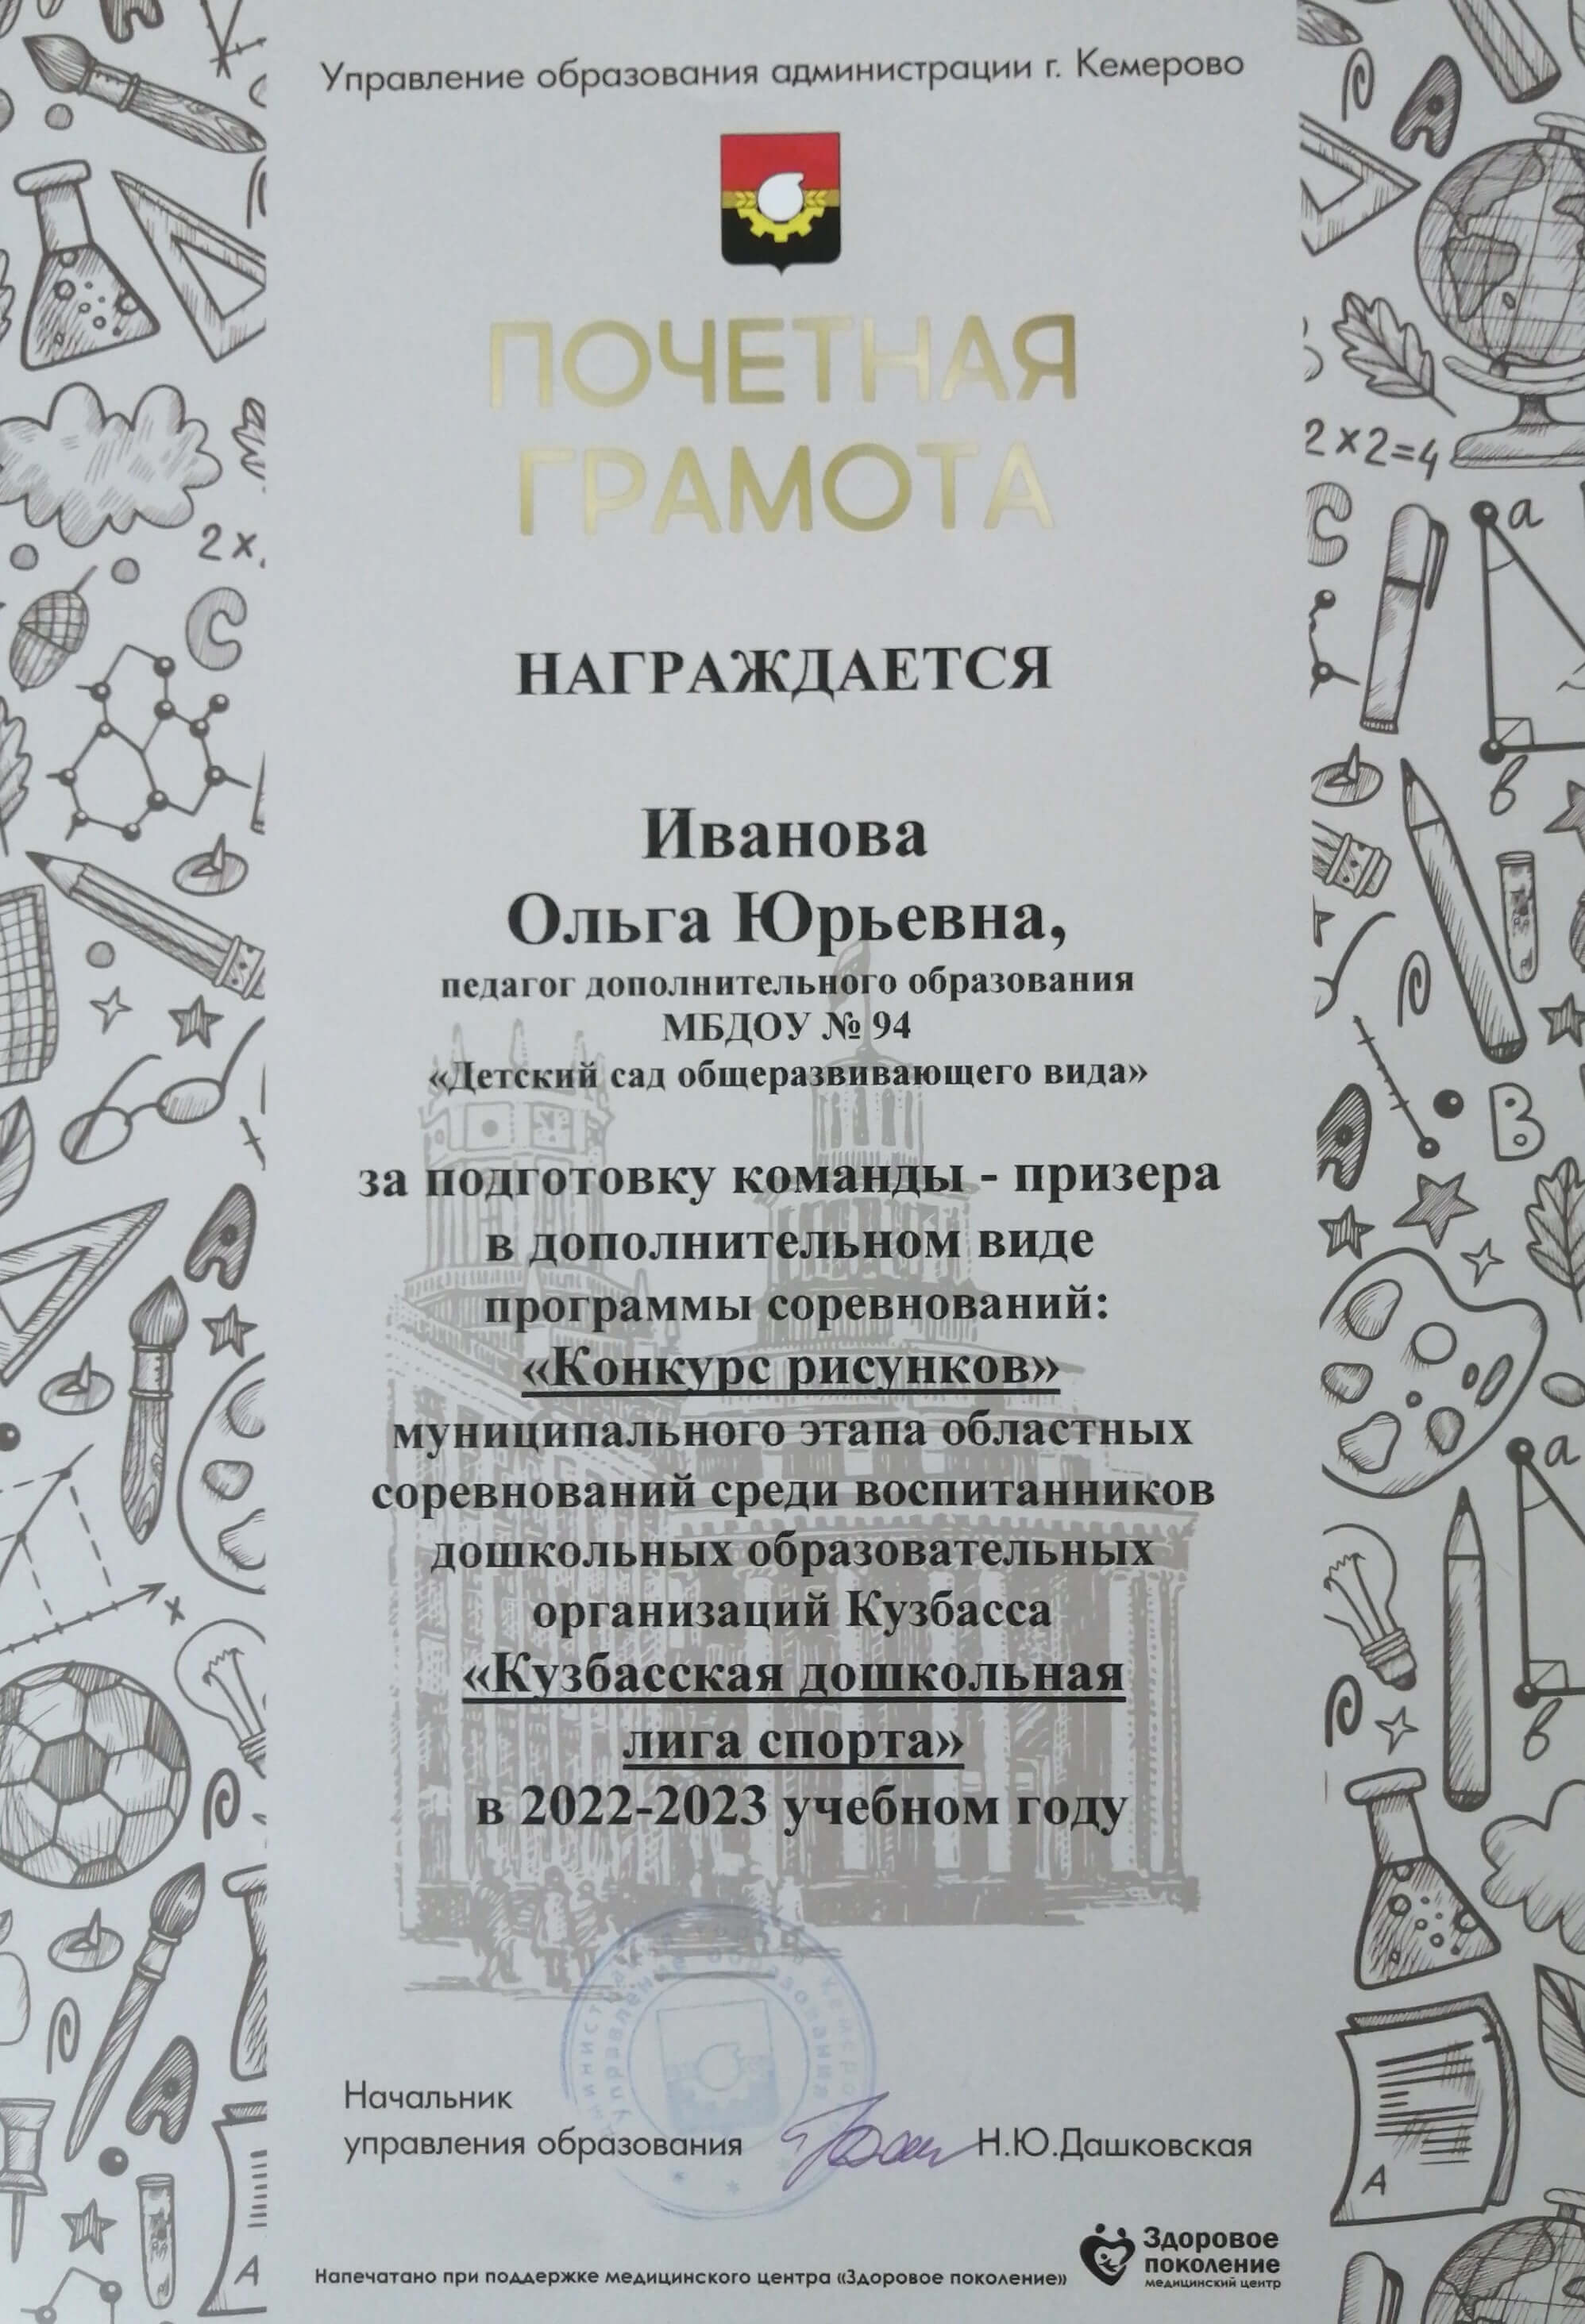 Управление образования администрации г. Кемерово
ПОЧЕТНАЯ
ГРАМОТА
НАГРАЖДАЕТСЯ
Иванова
Ольга Юрьевна,
педагог дополнительного образования
МБДОУ № 94
«Детский сад общеразвивающего вида»
за подготовку команды - призера
в дополнительном виде
программы соревнований:
«Конкурс рисунков»
муниципального этапа областных
соревнований среди воспитанников
дошкольных образовательных
организаций Кузбасса
«Кузбасская дошкольная
лига спорта»
в 2022-2023 учебном году
Управление образования
Начальник
управления образования
Н.Ю.Дашковская
Напечатано при поддержке медицинского центра «Здоровое поколение»
Здоровое
поколение
медицинский центр
2 x
C
A
A
x
A
A
A
2 x 2=4
C
a
в
A
B
a
в
A